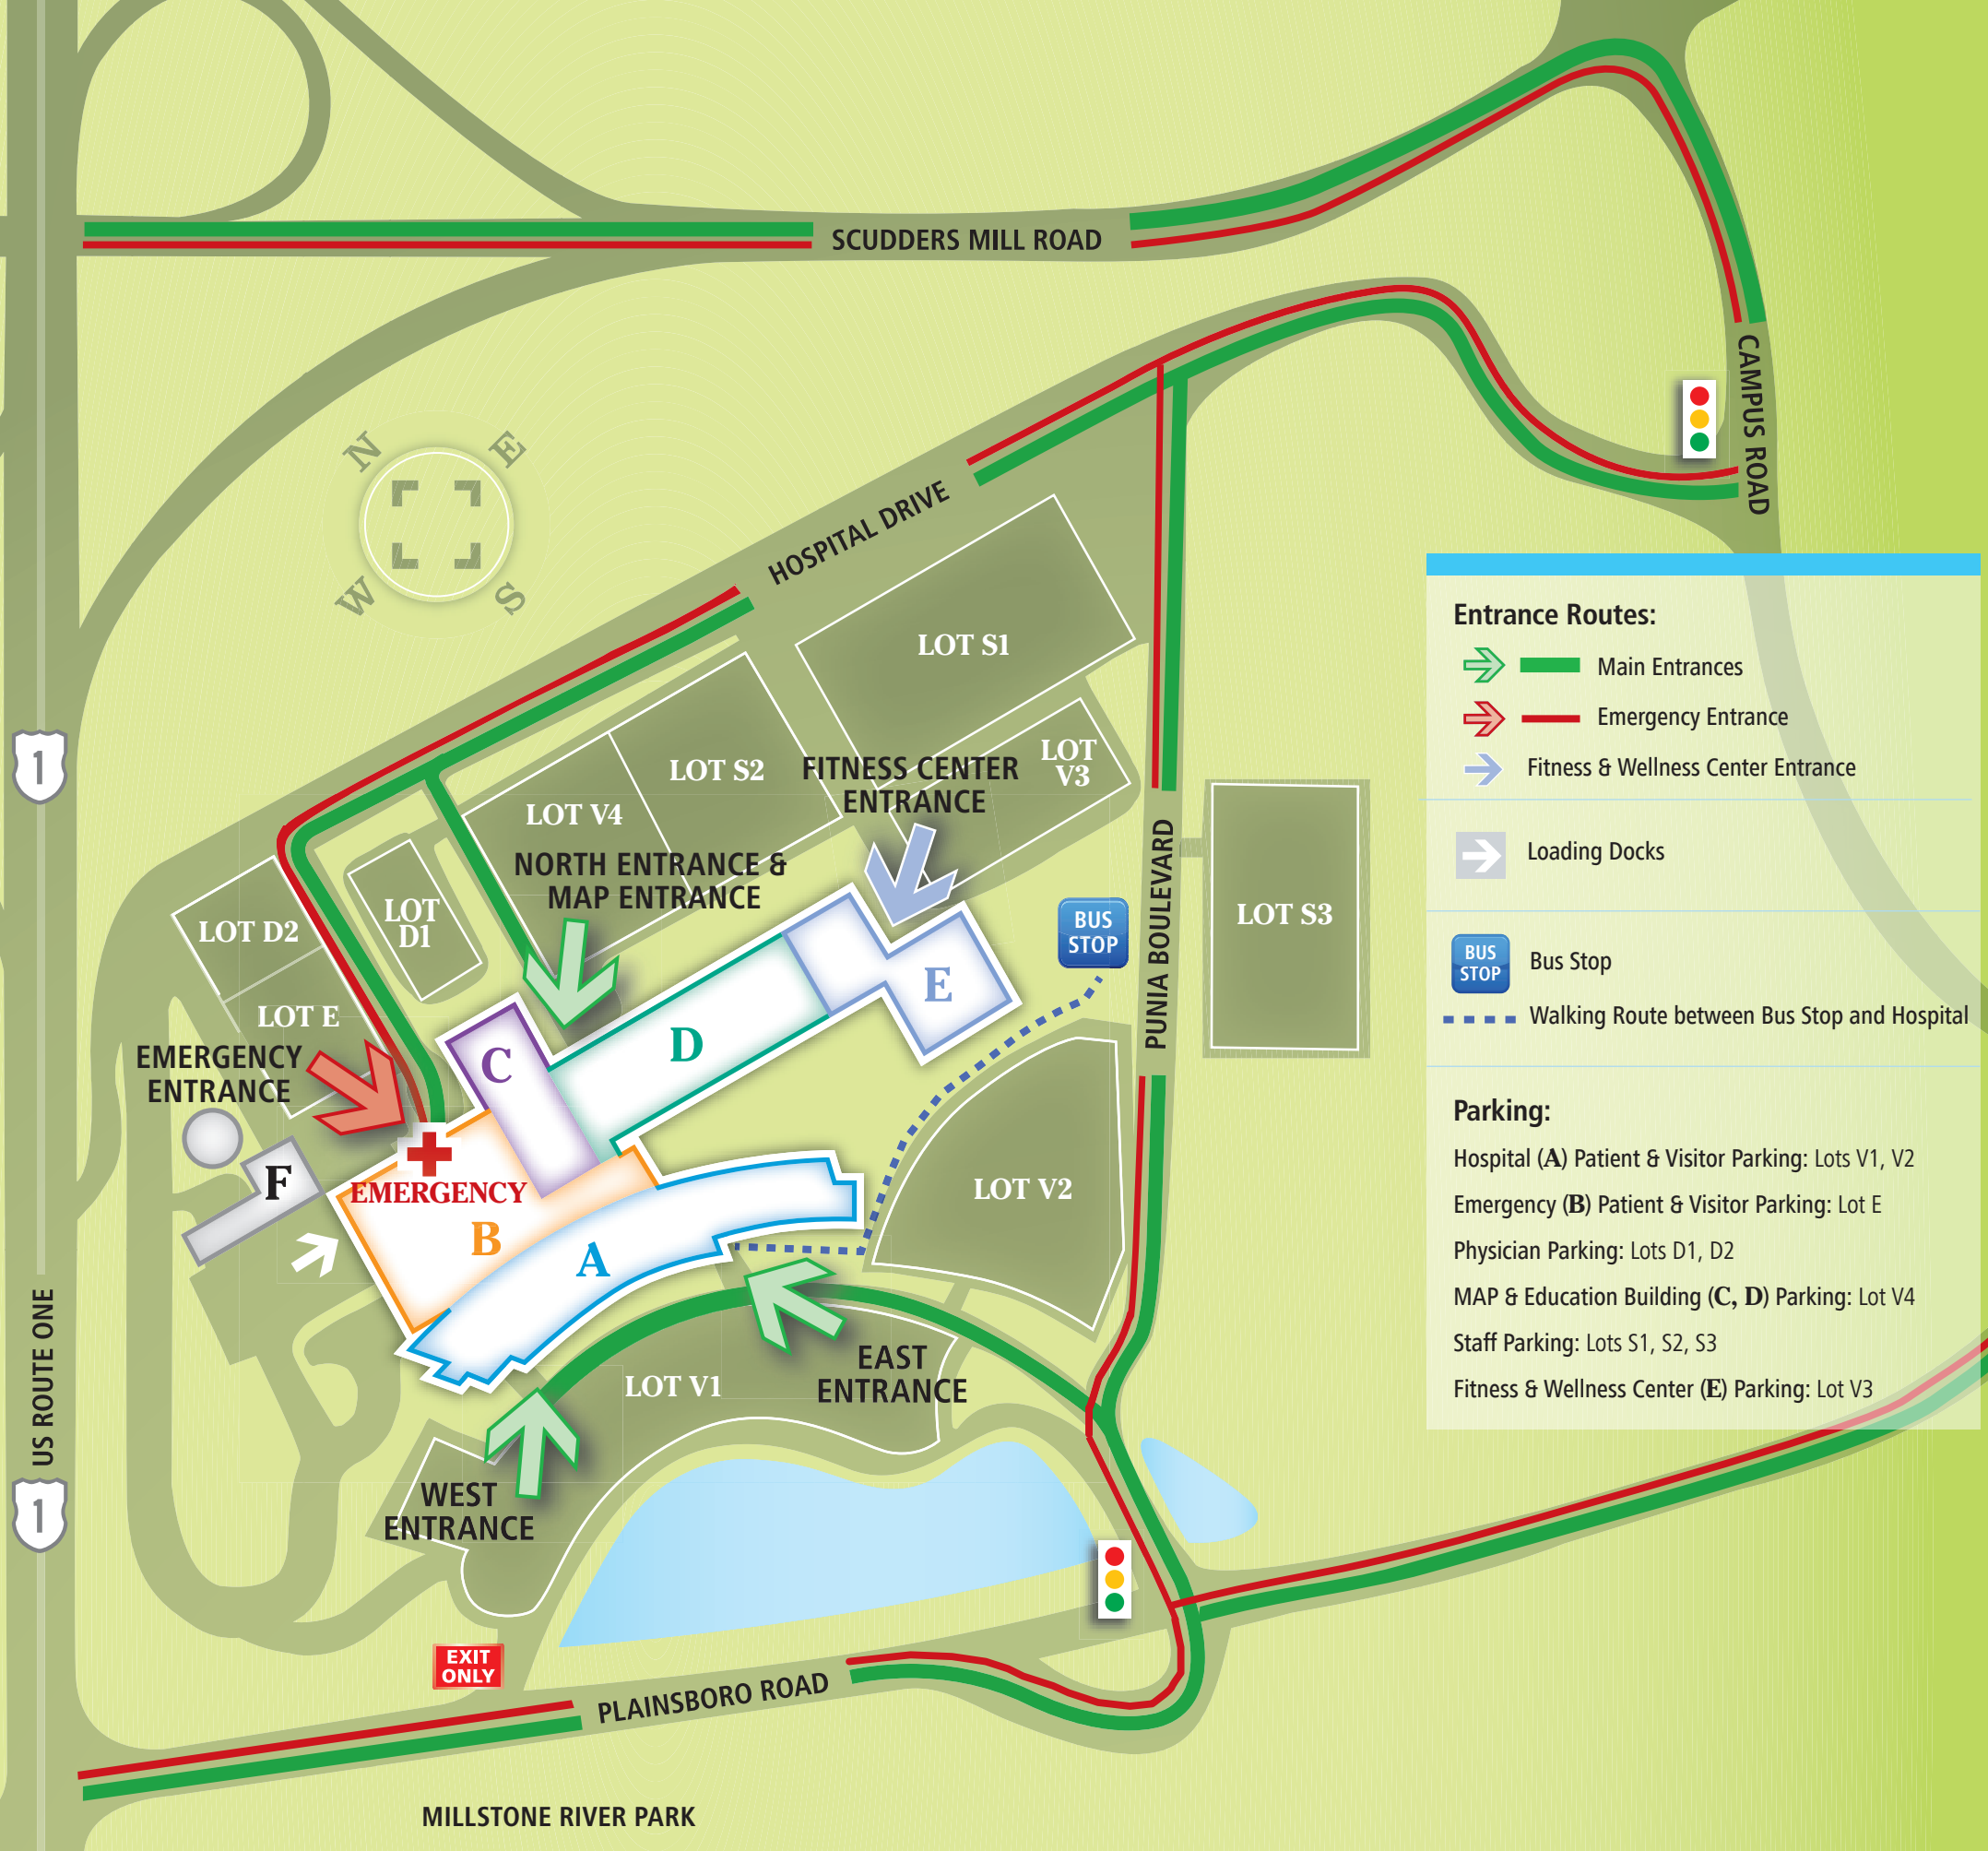 SCUDDERS MILL ROAD
CAMPUS ROAD
N
E
W
S
HOSPITAL DRIVE
LOT S1
LOT S2
LOT
V3
FITNESS CENTER
ENTRANCE
LOT V4
NORTH ENTRANCE &
MAP ENTRANCE
1
LOT D2
LOT
D1
LOT E
BUS
STOP
PUNIA BOULEVARD
LOT S3
E
D
C
EMERGENCY
ENTRANCE
F
EMERGENCY
B
A
LOT V2
EAST
ENTRANCE
LOT V1
WEST
ENTRANCE
US ROUTE ONE
1
EXIT
ONLY
PLAINSBORO ROAD
MILLSTONE RIVER PARK
Entrance Routes:
Main Entrances
Emergency Entrance
Fitness & Wellness Center Entrance
Loading Docks
BUS
STOP
Bus Stop
Walking Route between Bus Stop and Hospital
Parking:
Hospital (A) Patient & Visitor Parking: Lots V1, V2
Emergency (B) Patient & Visitor Parking: Lot E
Physician Parking: Lots D1, D2
MAP & Education Building (C, D) Parking: Lot V4
Staff Parking: Lots S1, S2, S3
Fitness & Wellness Center (E) Parking: Lot V3